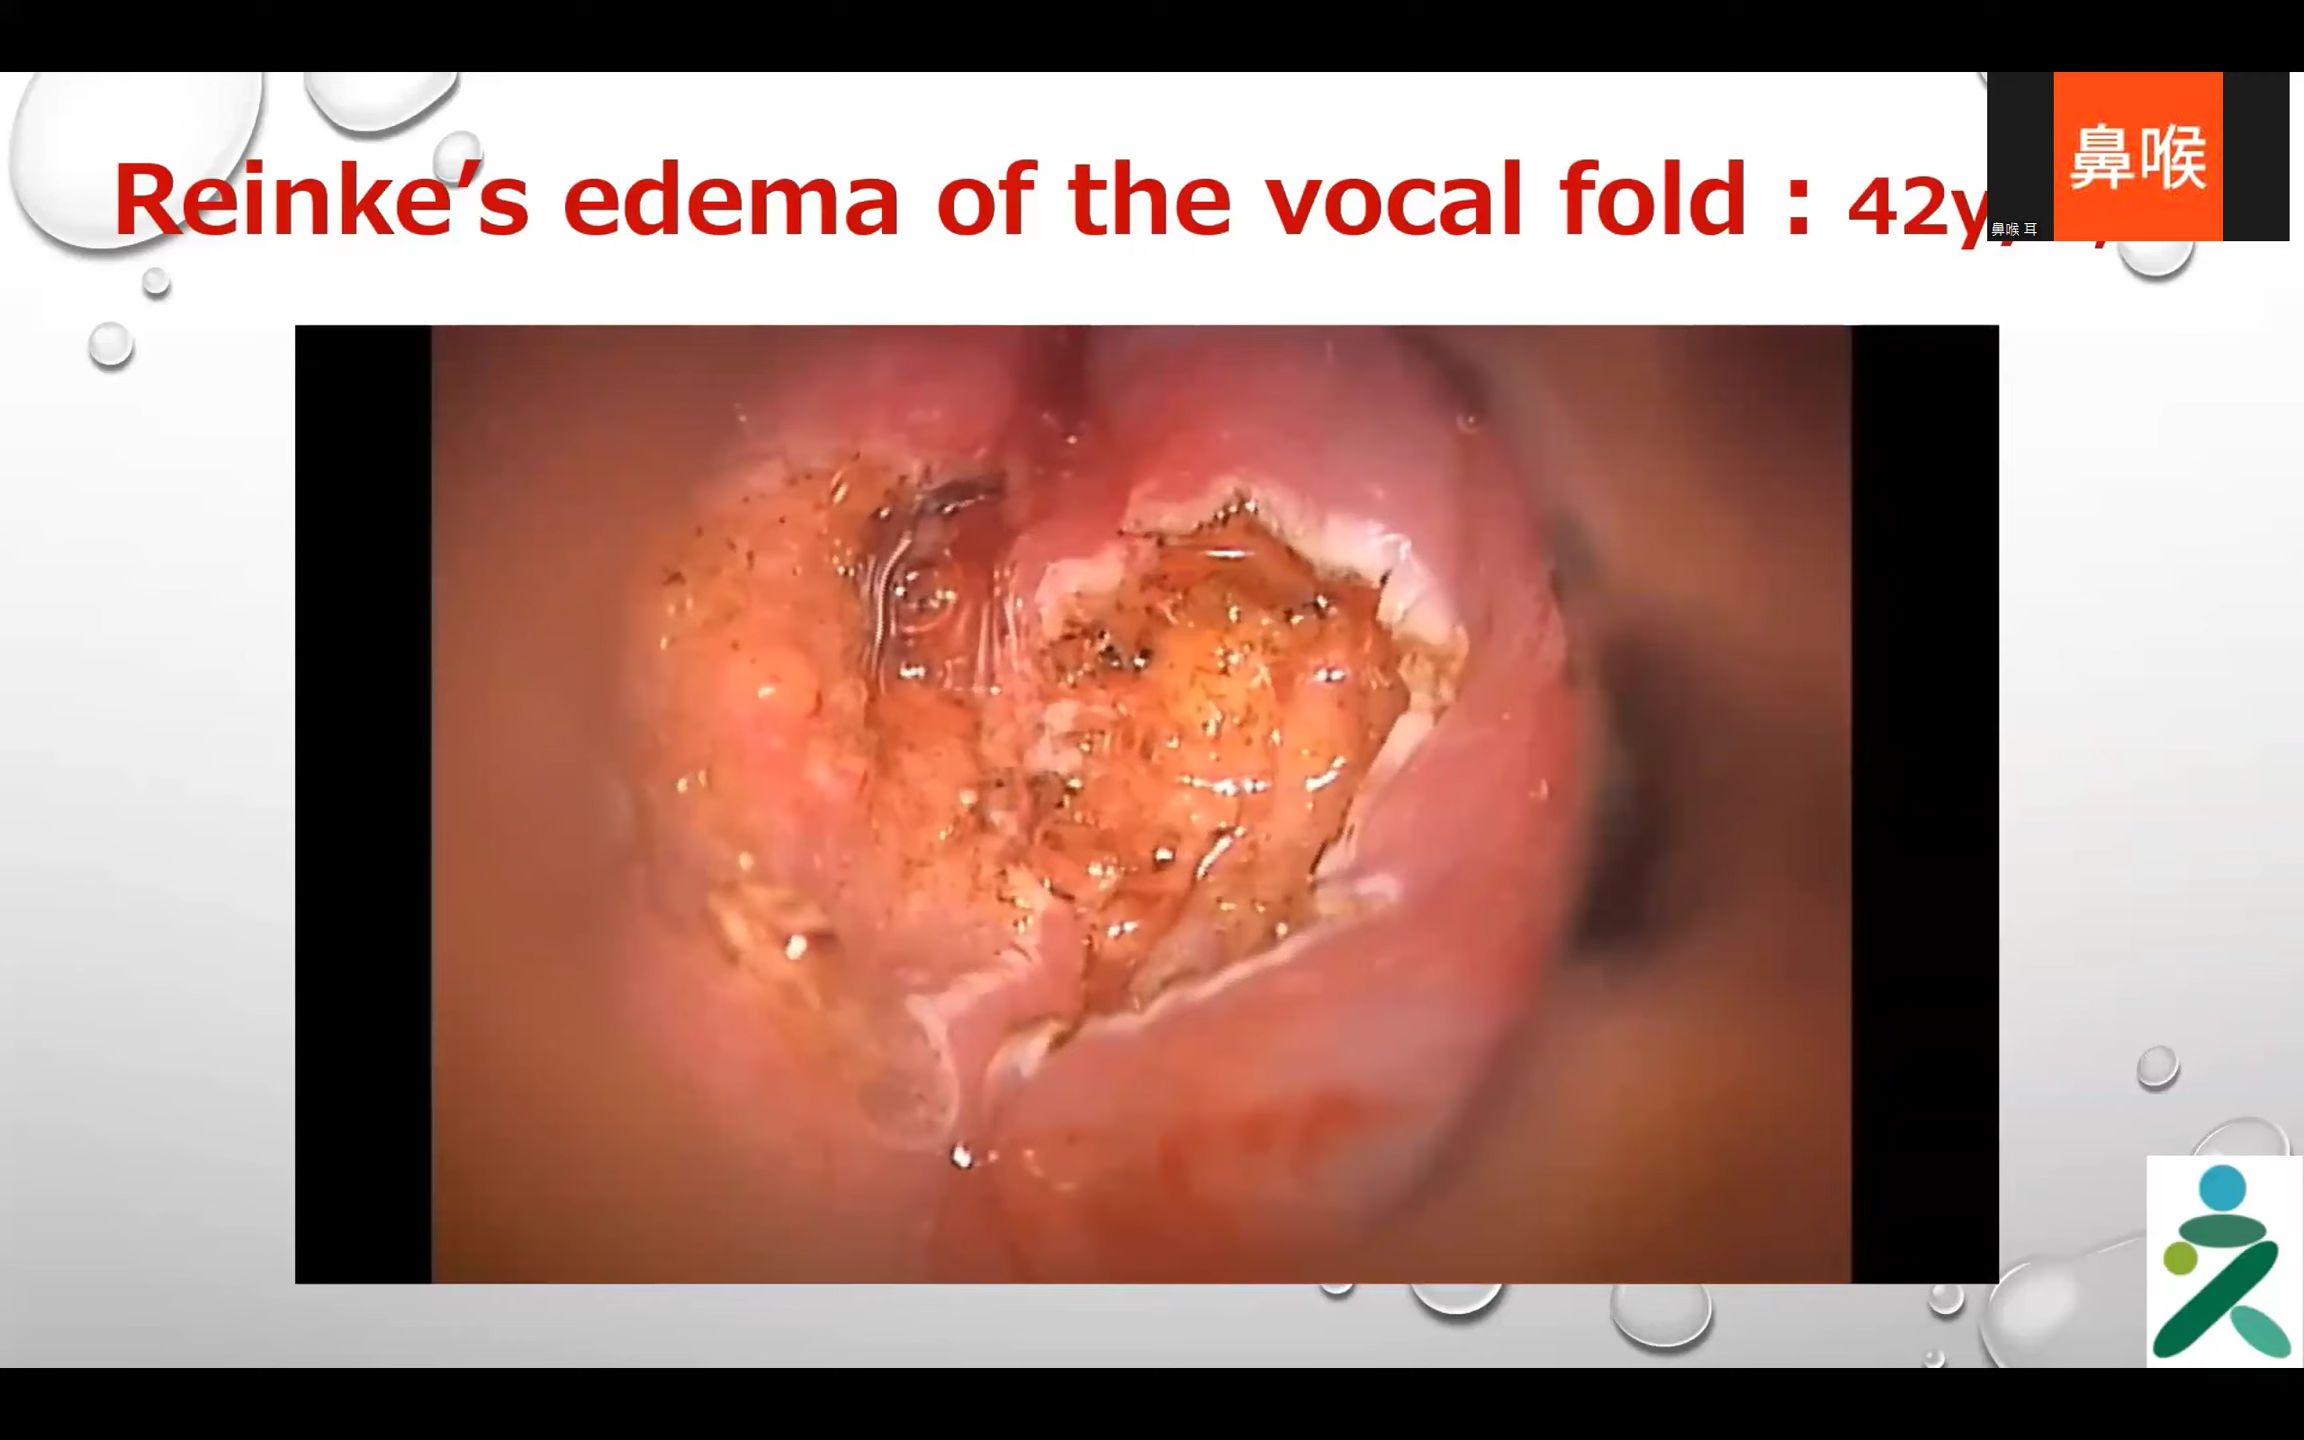 Reinke’s edema of the vocal fold : 42y
鼻喉
鼻喉 耳